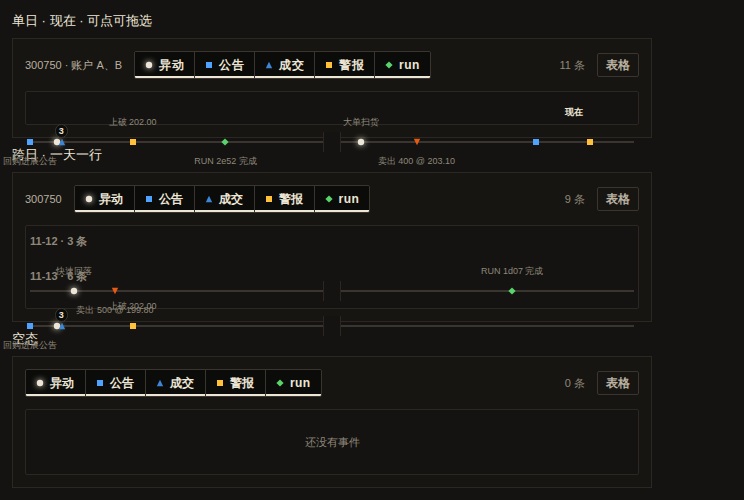 单日 · 现在 · 可点可拖选
300750 · 账户 A、B 异动 公告 成交 警报 run 11 条 表格
现在
上破 202.00 大单扫货
3
回购进展公告 RUN 2e52 完成 卖出 400 @ 203.10
跨日 · 一天一行
300750 异动 公告 成交 警报 run 9 条 表格
11-12 · 3 条
快速回落 RUN 1d07 完成
11-13 · 6 条
上破 202.00
卖出 500 @ 199.80
3
空态
回购进展公告
异动 公告 成交 警报 run 0 条 表格
还没有事件